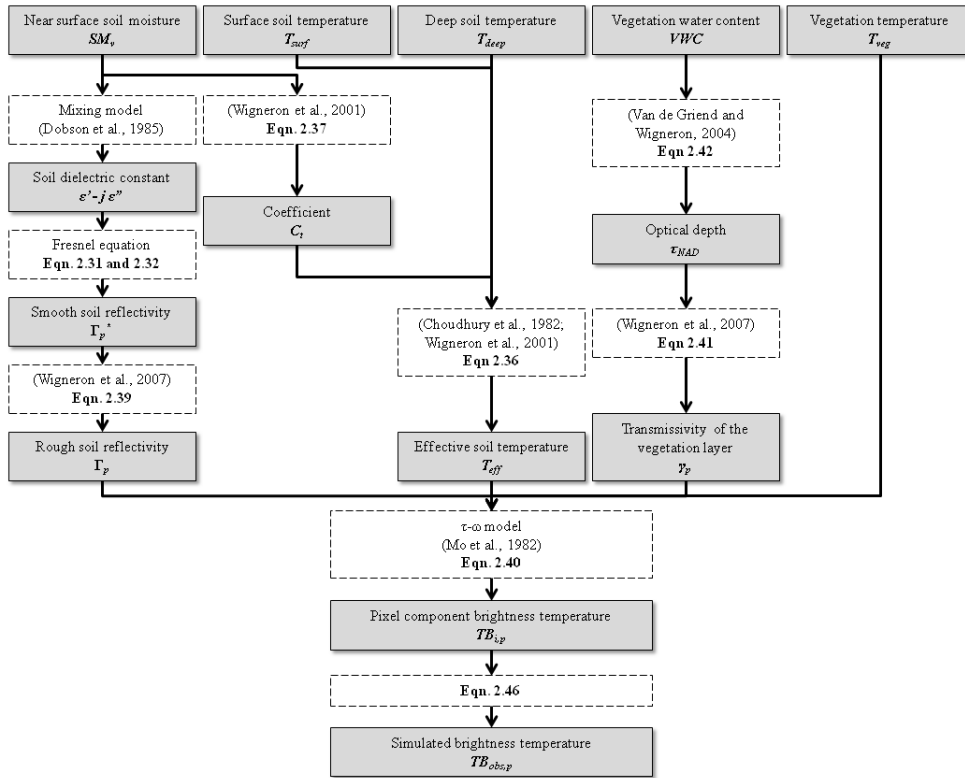 Near surface soil moisture
SMv
Surface soil temperature
Tsurf
Deep soil temperature
Tdeep
Vegetation water content
VWC
Vegetation temperature
Tveg
Mixing model
(Dobson et al., 1985)
(Wigneron et al., 2001)
Eqn. 2.37
(Van de Griend and
Wigneron, 2004)
Eqn 2.42
Soil dielectric constant
ε' - j ε"
Coefficient
Ct
Optical depth
τNAD
Fresnel equation
Eqn. 2.31 and 2.32
Smooth soil reflectivity
Γp*
(Choudhury et al., 1982;
Wigneron et al., 2001)
Eqn 2.36
(Wigneron et al., 2007)
Eqn 2.41
(Wigneron et al., 2007)
Eqn. 2.39
Rough soil reflectivity
Γp
Effective soil temperature
Teff
Transmissivity of the
vegetation layer
γp
τ-ω model
(Mo et al., 1982)
Eqn. 2.40
Pixel component brightness temperature
TBi,p
Eqn. 2.46
Simulated brightness temperature
TBobs,p